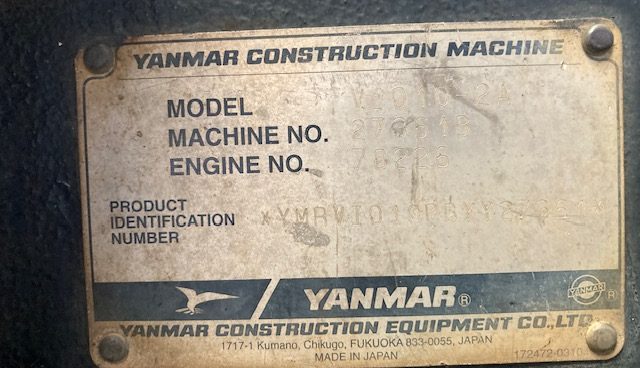 YANMAR CONSTRUCTION MACHINE
MODEL
MACHINE NO.
ENGINE NO.
PRODUCT
IDENTIFICATION
NUMBER
YANMAR®
YANMAR ®
YANMAR CONSTRUCTION EQUIPMENT CO.,LTD
1717-1 Kumano, Chikugo, FUKUOKA 833-0055, JAPAN
MADE IN JAPAN